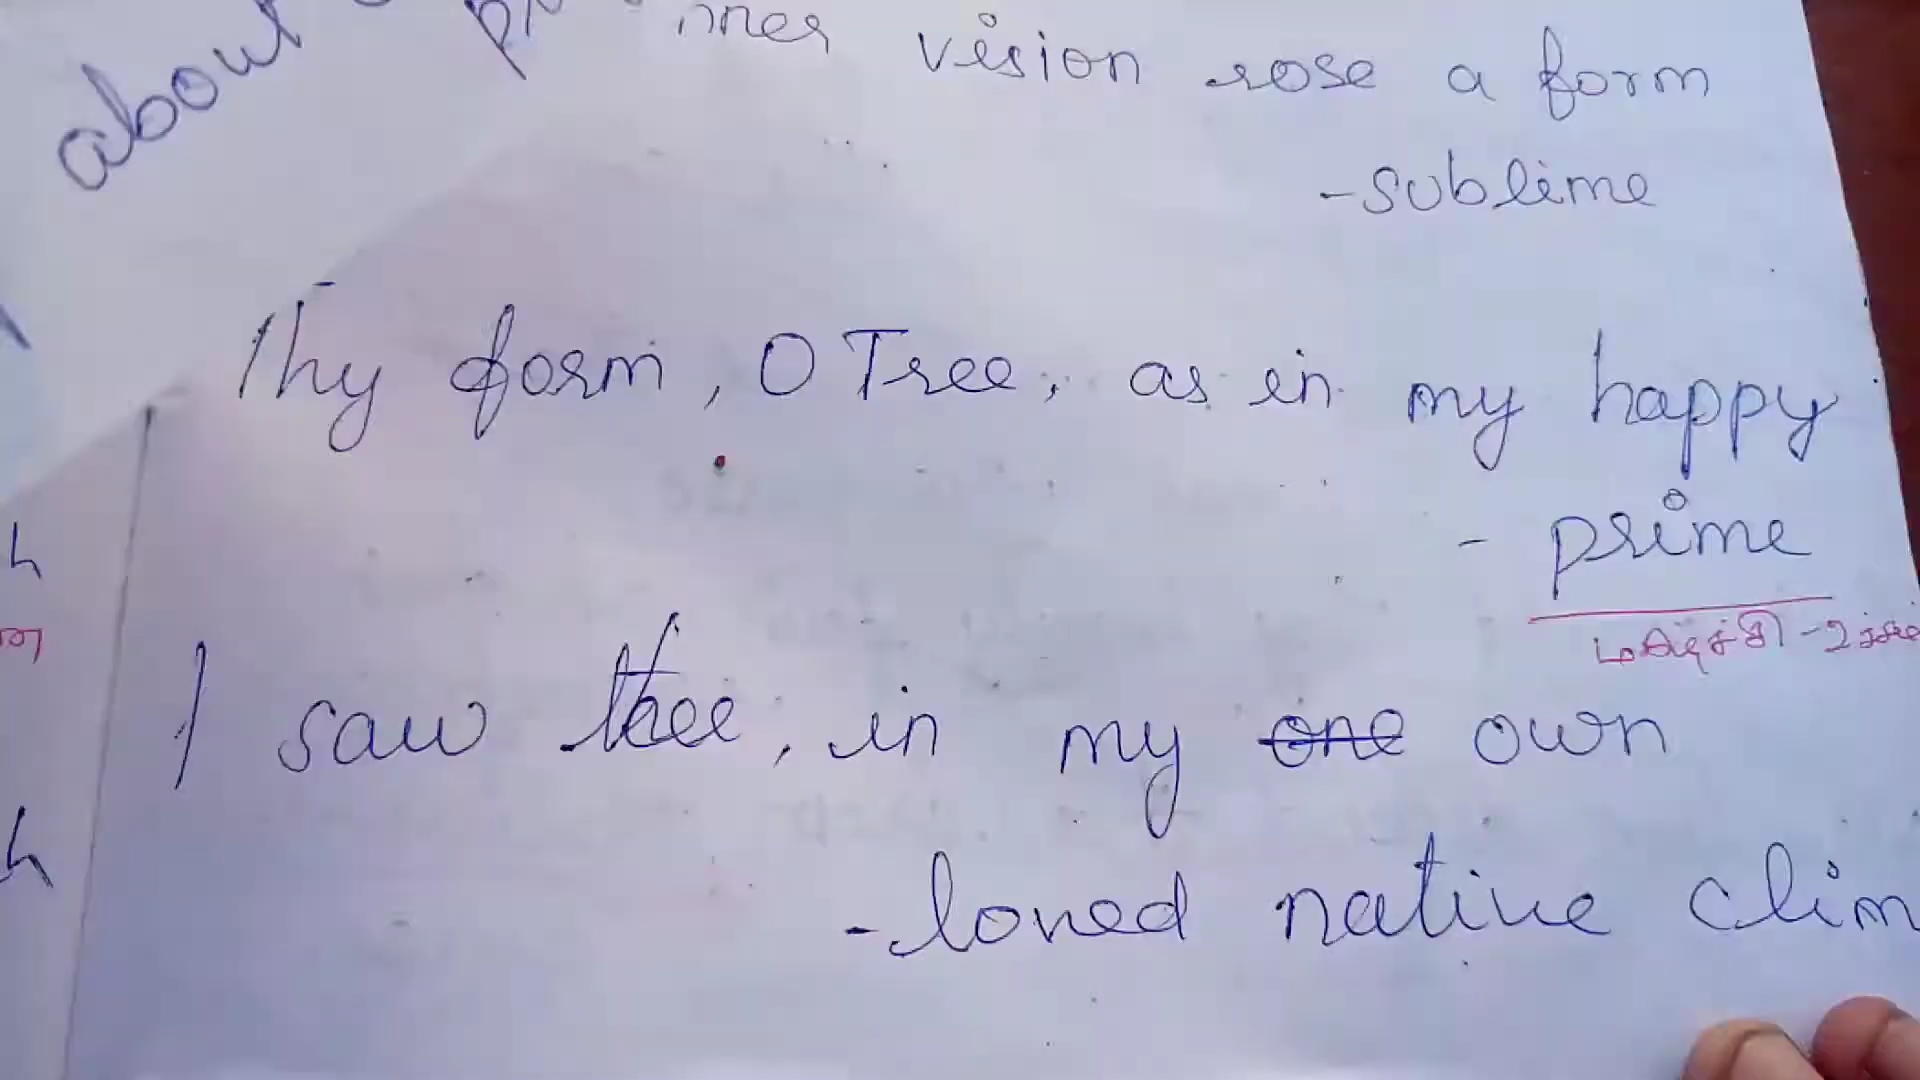 about
inner vision rose a form
-sublime
Thy form, O Tree, as in my happy
- prime
மகிழ்ச்சி -
I saw thee, in my one own
-loved native clim